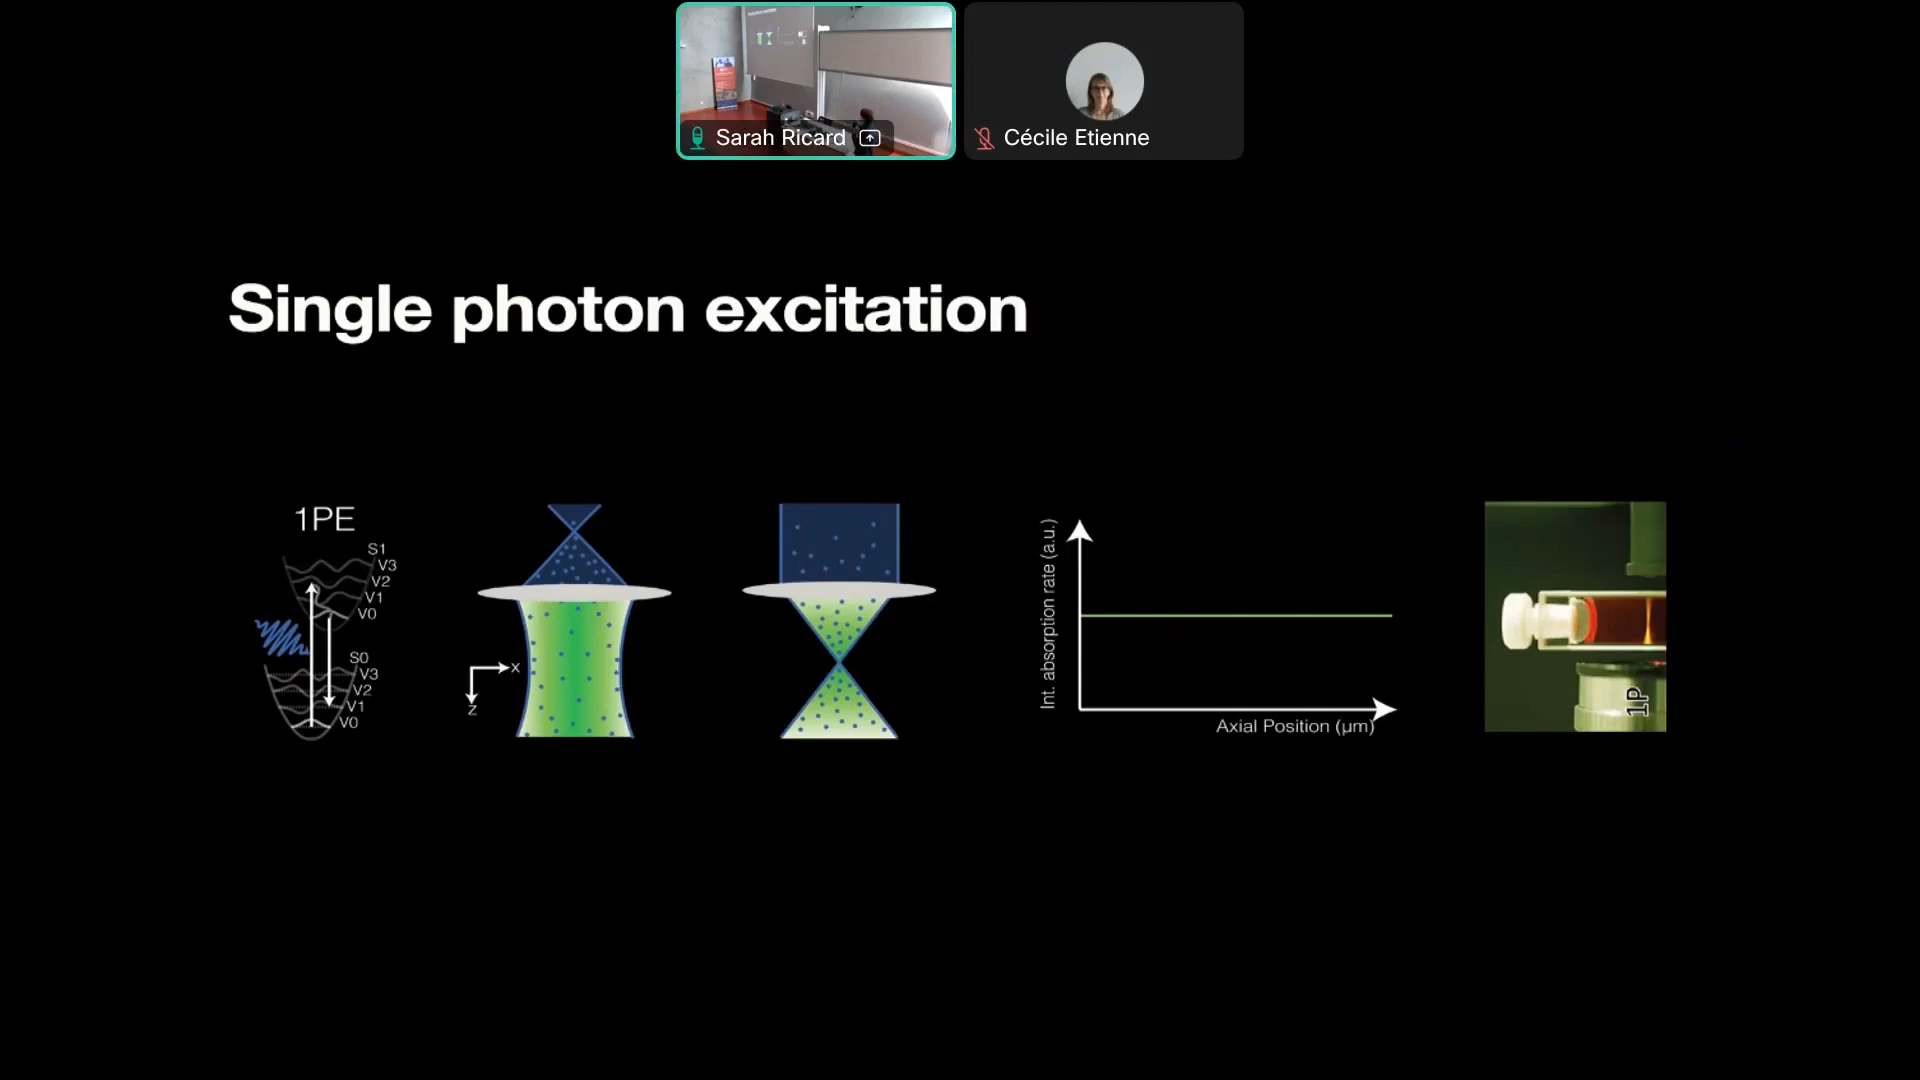 Sarah Ricard
Cécile Etienne
Single photon excitation
1PE
S1
V3
V2
V1
V0
S0
V3
V2
V1
V0
x
z
Int. absorption rate (a.u.)
Axial Position (µm)
1P